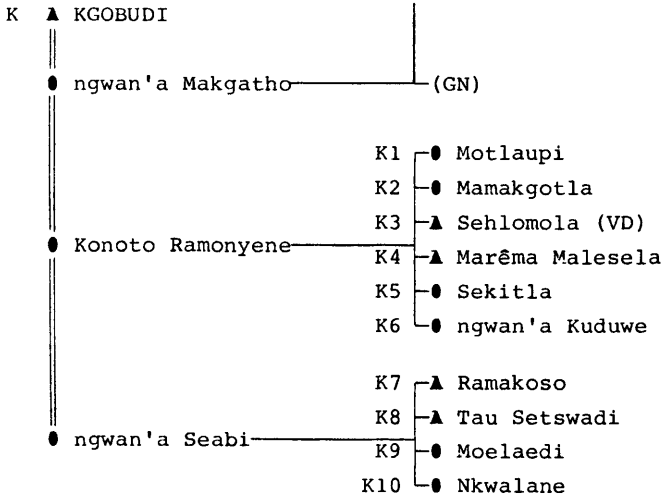 K KGOBUDI
ngwan'a Makgatho (GN)
K1 Motlaupi
K2 Mamakgotla
K3 Sehlomola (VD)
Konoto Ramonyene
K4 Marêma Malesela
K5 Sekitla
K6 ngwan'a Kuduwe
K7 Ramakoso
K8 Tau Setswadi
ngwan'a Seabi
K9 Moelaedi
K10 Nkwalane